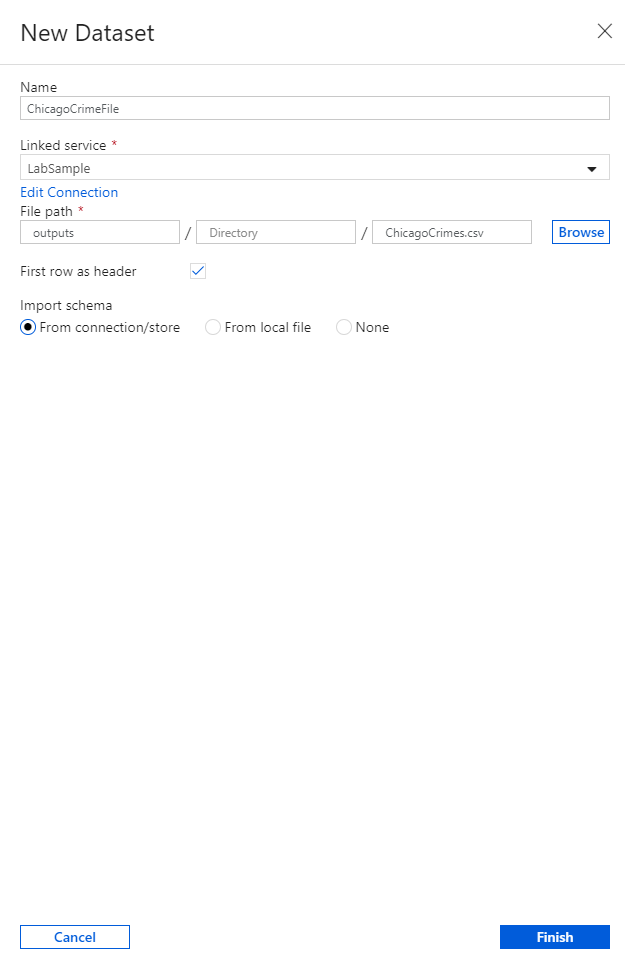 New Dataset
Name
ChicagoCrimeFile
Linked service *
LabSample
Edit Connection
File path *
outputs / Directory / ChicagoCrimes.csv Browse
First row as header
Import schema
From connection/store From local file None
Cancel Finish